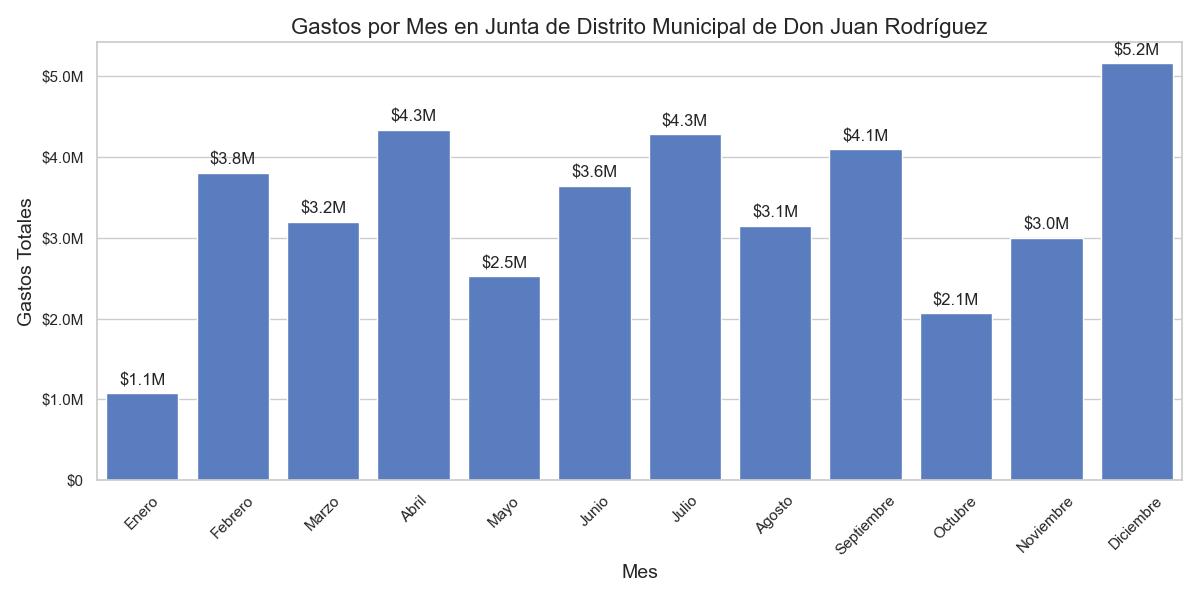 Gastos por Mes en Junta de Distrito Municipal de Don Juan Rodríguez
Gastos Totales
$5.0M
$4.0M
$3.0M
$2.0M
$1.0M
$0
$1.1M
$3.8M
$3.2M
$4.3M
$2.5M
$3.6M
$4.3M
$3.1M
$4.1M
$2.1M
$3.0M
$5.2M
Enero
Febrero
Marzo
Abril
Mayo
Junio
Julio
Agosto
Septiembre
Octubre
Noviembre
Diciembre
Mes